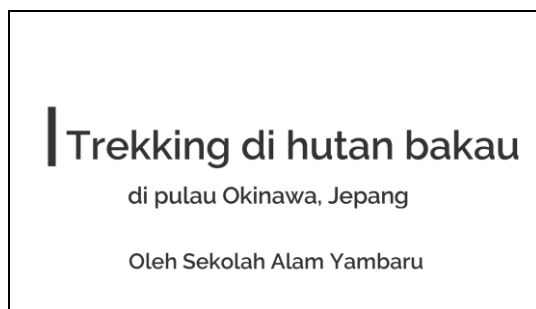 Trekking di hutan bakau
di pulau Okinawa, Jepang
Oleh Sekolah Alam Yambaru